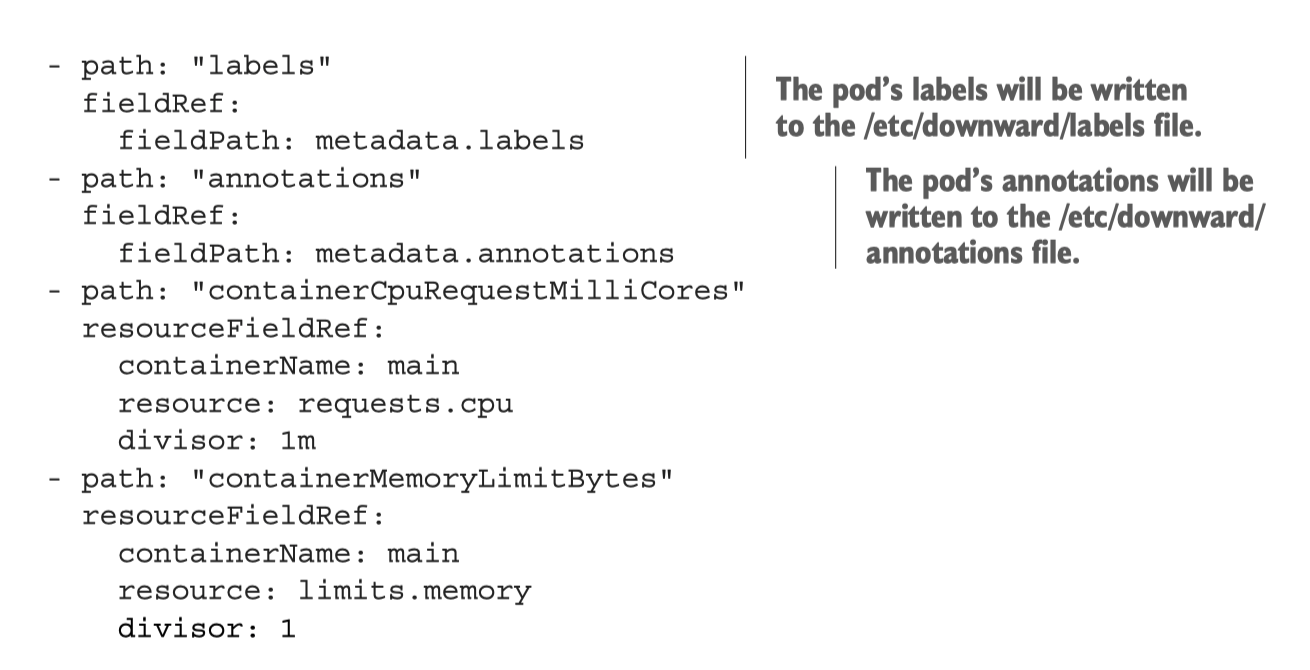 - path: "labels"
  fieldRef:
    fieldPath: metadata.labels
- path: "annotations"
  fieldRef:
    fieldPath: metadata.annotations
- path: "containerCpuRequestMilliCores"
  resourceFieldRef:
    containerName: main
    resource: requests.cpu
    divisor: 1m
- path: "containerMemoryLimitBytes"
  resourceFieldRef:
    containerName: main
    resource: limits.memory
    divisor: 1
The pod’s labels will be written
to the /etc/downward/labels file.
The pod’s annotations will be
written to the /etc/downward/
annotations file.